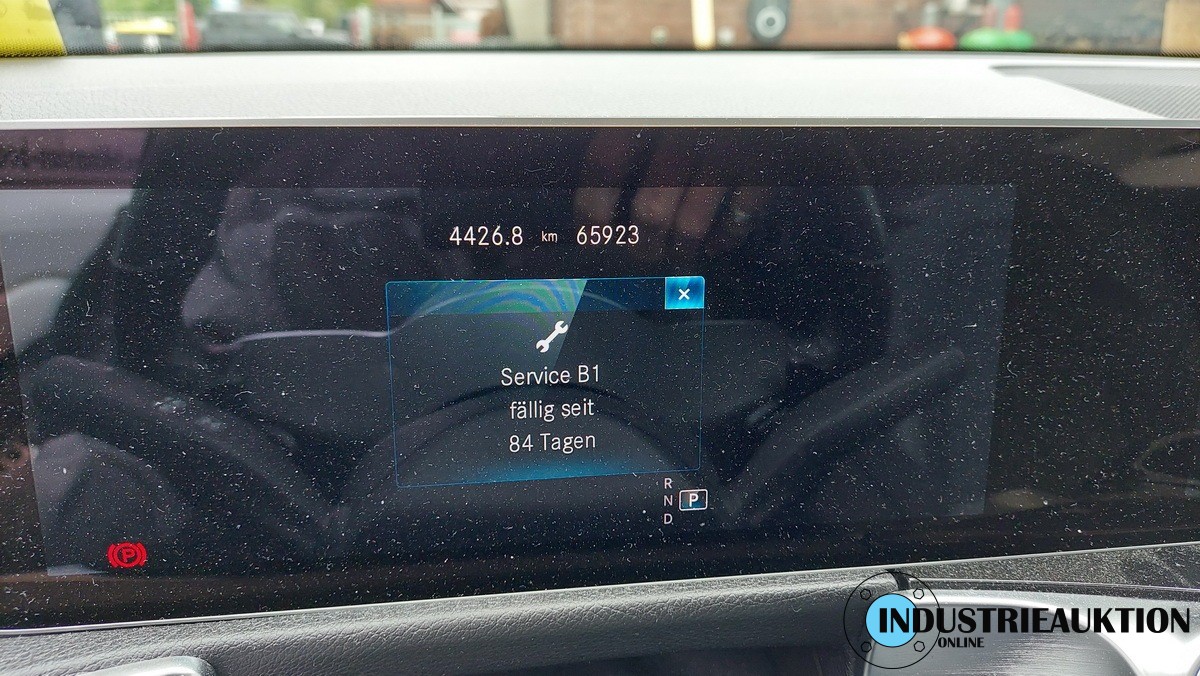 4426.8 km 65923
Service B1
fällig seit
84 Tagen
R
N P
D
P
INDUSTRIEAUKTION
ONLINE